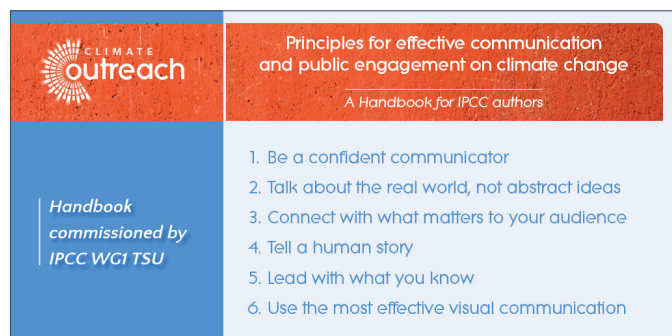 CLIMATE
outreach
Principles for effective communication
and public engagement on climate change
A Handbook for IPCC authors
Handbook
commissioned by
IPCC WG1 TSU
1. Be a confident communicator
2. Talk about the real world, not abstract ideas
3. Connect with what matters to your audience
4. Tell a human story
5. Lead with what you know
6. Use the most effective visual communication